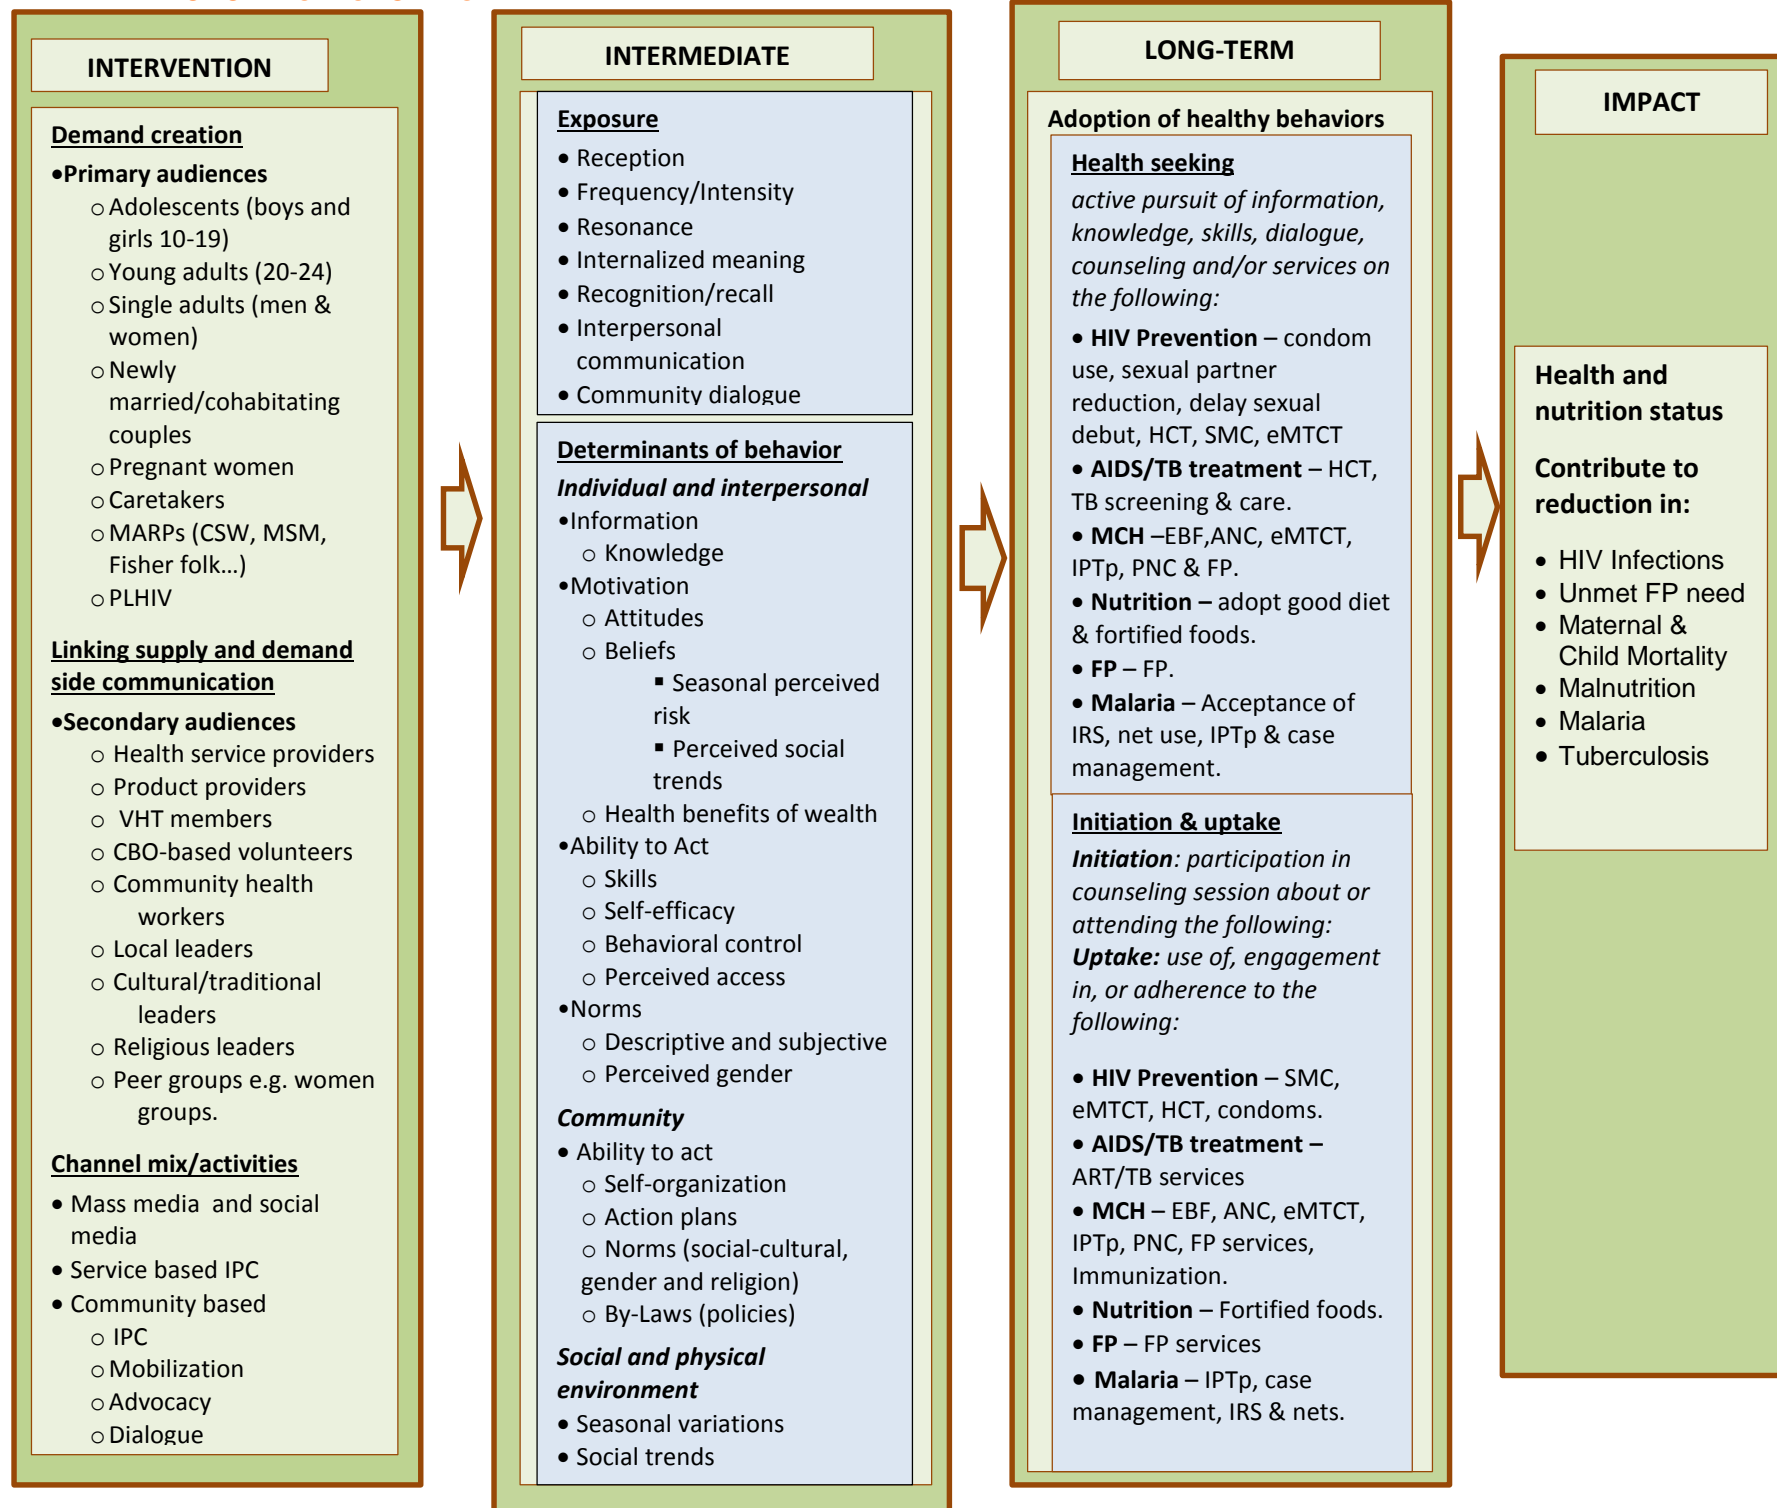 INTERVENTION
Demand creation
•Primary audiences
o Adolescents (boys and
girls 10-19)
o Young adults (20-24)
o Single adults (men &
women)
o Newly
married/cohabitating
couples
o Pregnant women
o Caretakers
o MARPs (CSW, MSM,
Fisher folk…)
o PLHIV
Linking supply and demand
side communication
•Secondary audiences
o Health service providers
o Product providers
o VHT members
o CBO-based volunteers
o Community health
workers
o Local leaders
o Cultural/traditional
leaders
o Religious leaders
o Peer groups e.g. women
groups.
Channel mix/activities
• Mass media and social
media
• Service based IPC
• Community based
o IPC
o Mobilization
o Advocacy
o Dialogue
INTERMEDIATE
Exposure
• Reception
• Frequency/Intensity
• Resonance
• Internalized meaning
• Recognition/recall
• Interpersonal
communication
• Community dialogue
Determinants of behavior
Individual and interpersonal
•Information
o Knowledge
•Motivation
o Attitudes
o Beliefs
▪ Seasonal perceived
risk
▪ Perceived social
trends
o Health benefits of wealth
•Ability to Act
o Skills
o Self-efficacy
o Behavioral control
o Perceived access
•Norms
o Descriptive and subjective
o Perceived gender
Community
• Ability to act
o Self-organization
o Action plans
o Norms (social-cultural,
gender and religion)
o By-Laws (policies)
Social and physical
environment
• Seasonal variations
• Social trends
LONG-TERM
Adoption of healthy behaviors
Health seeking
active pursuit of information,
knowledge, skills, dialogue,
counseling and/or services on
the following:
• HIV Prevention – condom
use, sexual partner
reduction, delay sexual
debut, HCT, SMC, eMTCT
• AIDS/TB treatment – HCT,
TB screening & care.
• MCH –EBF,ANC, eMTCT,
IPTp, PNC & FP.
• Nutrition – adopt good diet
& fortified foods.
• FP – FP.
• Malaria – Acceptance of
IRS, net use, IPTp & case
management.
Initiation & uptake
Initiation: participation in
counseling session about or
attending the following:
Uptake: use of, engagement
in, or adherence to the
following:
• HIV Prevention – SMC,
eMTCT, HCT, condoms.
• AIDS/TB treatment –
ART/TB services
• MCH – EBF, ANC, eMTCT,
IPTp, PNC, FP services,
Immunization.
• Nutrition – Fortified foods.
• FP – FP services
• Malaria – IPTp, case
management, IRS & nets.
IMPACT
Health and
nutrition status
Contribute to
reduction in:
• HIV Infections
• Unmet FP need
• Maternal &
Child Mortality
• Malnutrition
• Malaria
• Tuberculosis